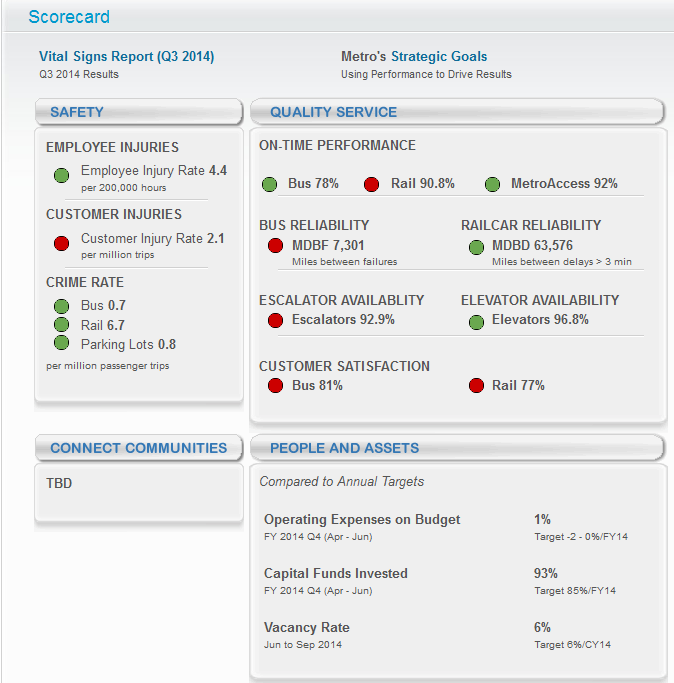 Scorecard
Vital Signs Report (Q3 2014)
Q3 2014 Results
Metro's Strategic Goals
Using Performance to Drive Results
SAFETY
EMPLOYEE INJURIES
Employee Injury Rate 4.4
per 200,000 hours
CUSTOMER INJURIES
Customer Injury Rate 2.1
per million trips
CRIME RATE
Bus 0.7
Rail 6.7
Parking Lots 0.8
per million passenger trips
QUALITY SERVICE
ON-TIME PERFORMANCE
Bus 78% Rail 90.8% MetroAccess 92%
BUS RELIABILITY
MDBF 7,301
Miles between failures
RAILCAR RELIABILITY
MDBD 63,576
Miles between delays > 3 min
ESCALATOR AVAILABLITY
Escalators 92.9%
ELEVATOR AVAILABILITY
Elevators 96.8%
CUSTOMER SATISFACTION
Bus 81% Rail 77%
CONNECT COMMUNITIES
TBD
PEOPLE AND ASSETS
Compared to Annual Targets
Operating Expenses on Budget 1%
FY 2014 Q4 (Apr - Jun) Target -2 - 0%/FY14
Capital Funds Invested 93%
FY 2014 Q4 (Apr - Jun) Target 85%/FY14
Vacancy Rate 6%
Jun to Sep 2014 Target 6%/CY14